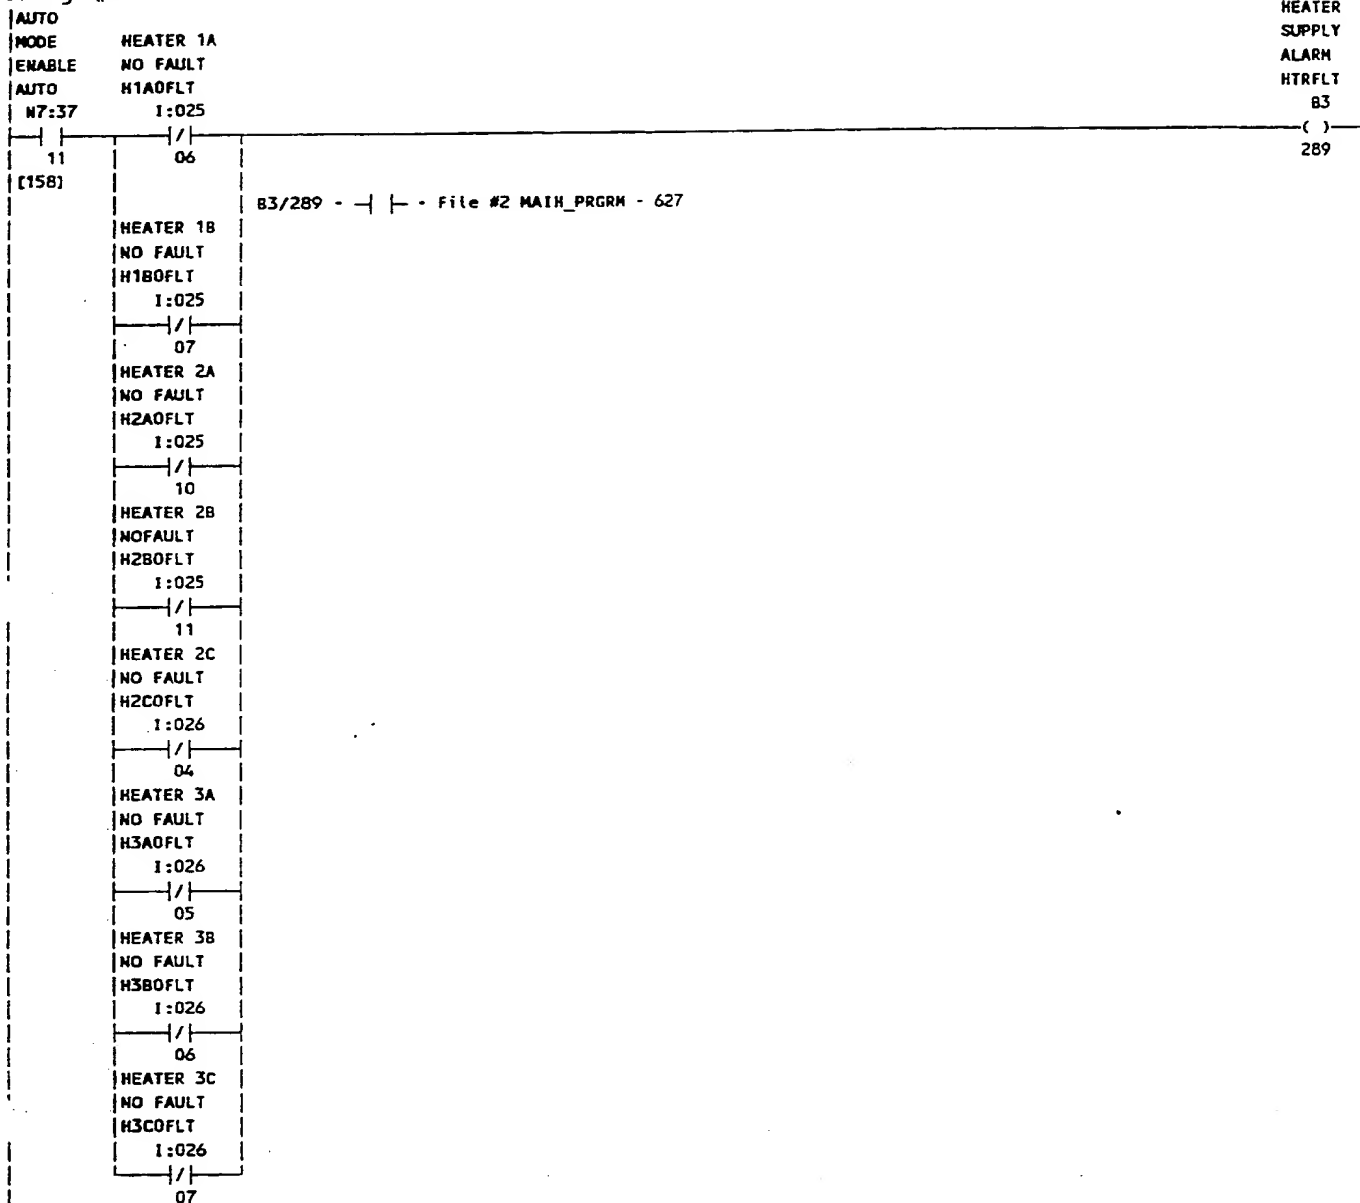 AUTO
MODE
ENABLE
AUTO
N7:37
11
[158]
HEATER 1A
NO FAULT
H1A0FLT
I:025
06
HEATER
SUPPLY
ALARM
HTRFLT
B3
289
B3/289 - ┤ ├ - File #2 MAIN_PRGRM - 627
HEATER 1B
NO FAULT
H1B0FLT
I:025
07
HEATER 2A
NO FAULT
H2A0FLT
I:025
10
HEATER 2B
NOFAULT
H2B0FLT
I:025
11
HEATER 2C
NO FAULT
H2C0FLT
I:026
04
HEATER 3A
NO FAULT
H3A0FLT
I:026
05
HEATER 3B
NO FAULT
H3B0FLT
I:026
06
HEATER 3C
NO FAULT
H3C0FLT
I:026
07